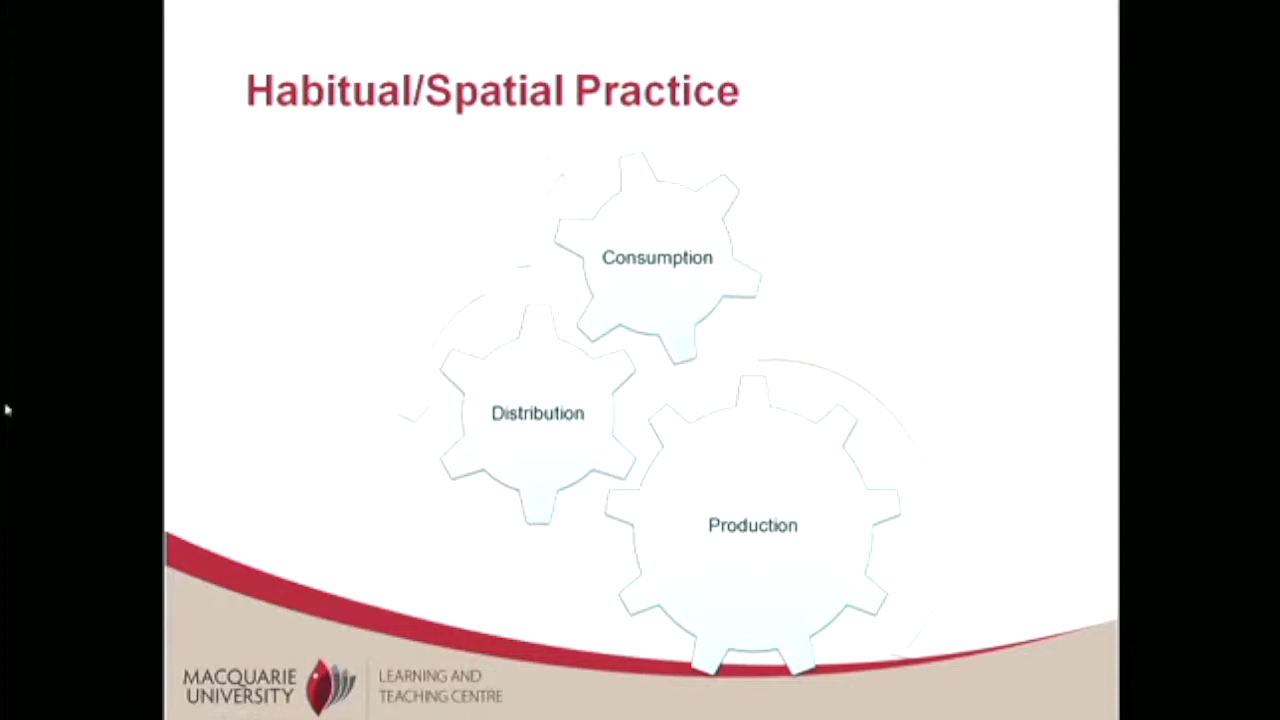 Habitual/Spatial Practice
Consumption
Distribution
Production
MACQUARIE
UNIVERSITY
LEARNING AND
TEACHING CENTRE